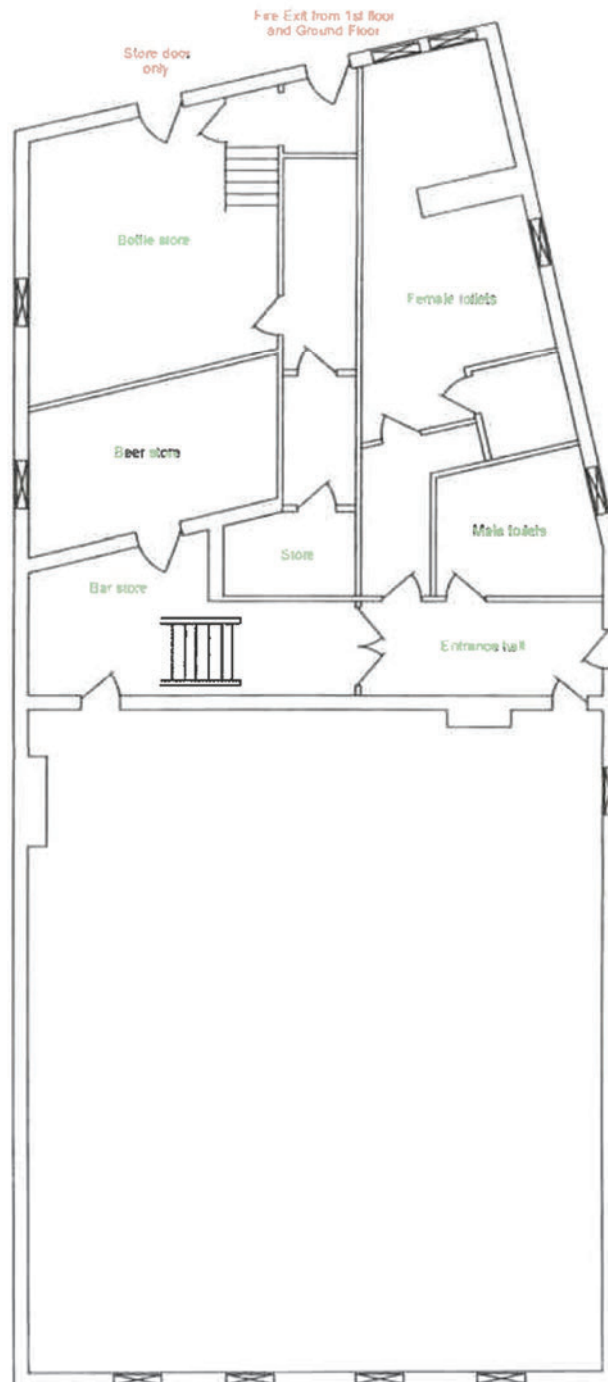 Fire Exit from 1st floor
and Ground Floor
Store door
only
Bottle store
Female toilets
Beer store
Male toilets
Store
Bar store
Entrance hall